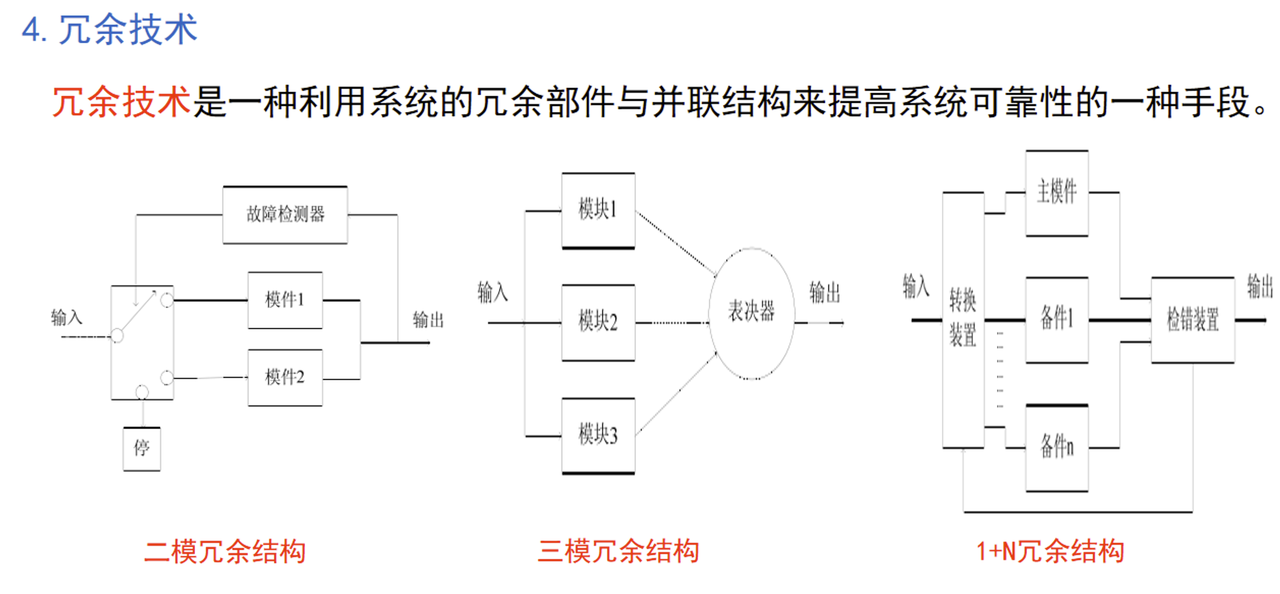 4. 冗余技术
冗余技术是一种利用系统的冗余部件与并联结构来提高系统可靠性的一种手段。
故障检测器
输入
模件1
模件2
输出
停
二模冗余结构
输入
模块1
模块2
模块3
表决器
输出
三模冗余结构
输入
转换
装置
主模件
备件1
备件n
检错装置
输出
1+N冗余结构